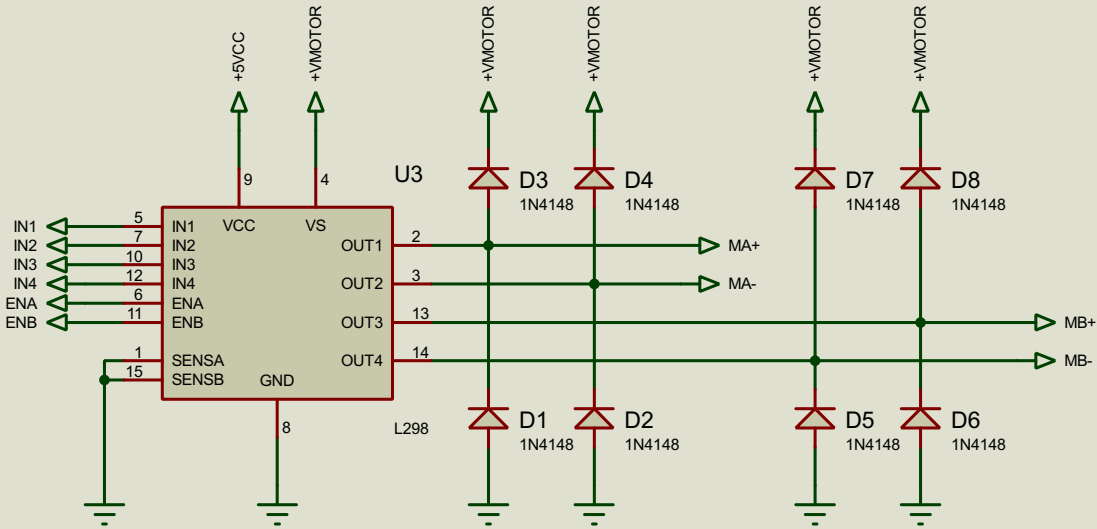 +5VCC
+VMOTOR
+VMOTOR
+VMOTOR
+VMOTOR
+VMOTOR
9
4
U3
D3
1N4148
D4
1N4148
D7
1N4148
D8
1N4148
IN1
5
IN1
VCC
VS
IN2
7
IN2
OUT1
2
MA+
IN3
10
IN3
IN4
12
IN4
OUT2
3
MA-
ENA
6
ENA
ENB
11
ENB
OUT3
13
MB+
1
SENSA
OUT4
14
MB-
15
SENSB
GND
8
L298
D1
1N4148
D2
1N4148
D5
1N4148
D6
1N4148